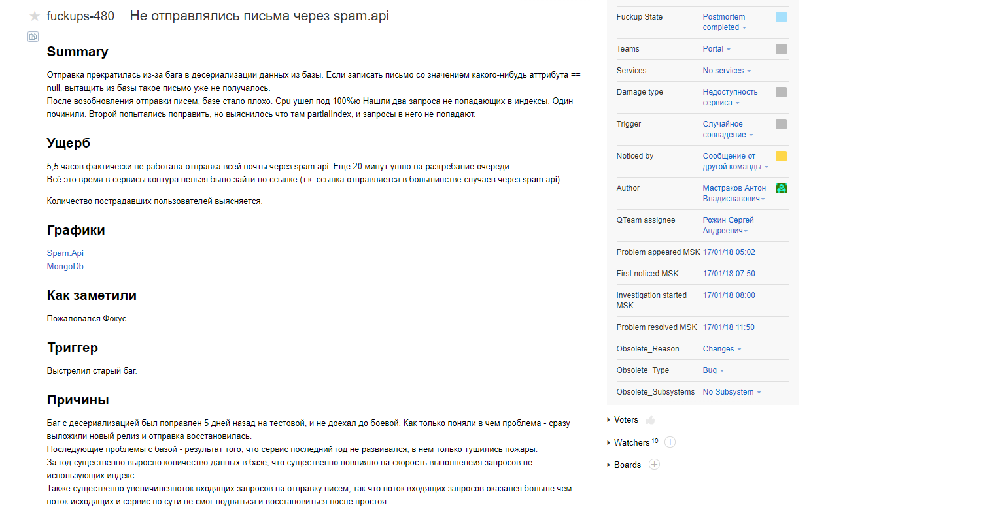 fuckups-480 Не отправлялись письма через spam.api
Summary
Отправка прекратилась из-за бага в десериализации данных из базы. Если записать письмо со значением какого-нибудь аттрибута ==
null, вытащить из базы такое письмо уже не получалось.
После возобновления отправки писем, базе стало плохо. Cpu ушел под 100%ю Нашли два запроса не попадающих в индексы. Один
починили. Второй попытались поправить, но выяснилось что там partialIndex, и запросы в него не попадают.
Ущерб
5,5 часов фактически не работала отправка всей почты через spam.api. Еще 20 минут ушло на разгребание очереди.
Всё это время в сервисы контура нельзя было зайти по ссылке (т.к. ссылка отправляется в большинстве случаев через spam.api)
Количество пострадавших пользователей выясняется.
Графики
Spam.Api
MongoDb
Как заметили
Пожаловался Фокус.
Триггер
Выстрелил старый баг.
Причины
Баг с десериализацией был поправлен 5 дней назад на тестовой, и не доехал до боевой. Как только поняли в чем проблема - сразу
выложили новый релиз и отправка восстановилась.
Последующие проблемы с базой - результат того, что сервис последний год не развивался, в нем только тушились пожары.
За год существенно выросло количество данных в базе, что существенно повлияло на скорость выполненеия запросов не
использующих индекс.
Также существенно увеличилсяпоток входящих запросов на отправку писем, так что поток входящих запросов оказался больше чем
поток исходящих и сервис по сути не смог подняться и восстановиться после простоя.
Fuckup State Postmortem
completed
Teams Portal
Services No services
Damage type Недоступность
сервиса
Trigger Случайное
совпадение
Noticed by Сообщение от
другой команды
Author Мастраков Антон
Владиславович
QTeam assignee Рожин Сергей
Андреевич
Problem appeared MSK 17/01/18 05:02
First noticed MSK 17/01/18 07:50
Investigation started 17/01/18 08:00
MSK
Problem resolved MSK 17/01/18 11:50
Obsolete_Reason Changes
Obsolete_Type Bug
Obsolete_Subsystems No Subsystem
Voters
Watchers 10
Boards